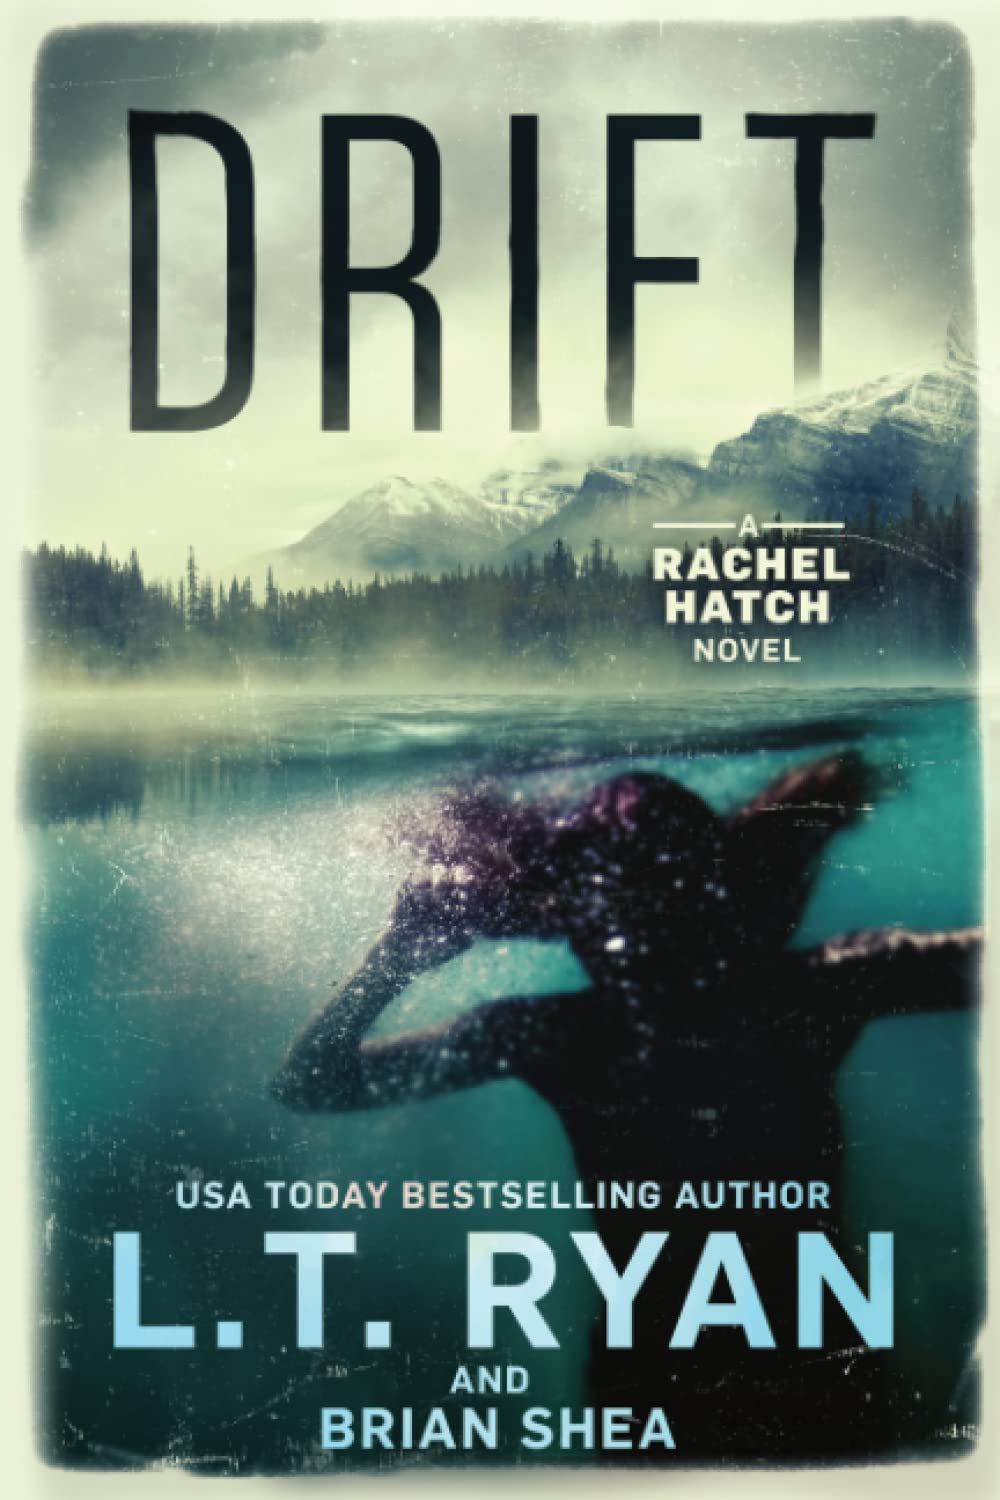 DRIFT
A
RACHEL
HATCH
NOVEL
USA TODAY BESTSELLING AUTHOR
L.T. RYAN
AND
BRIAN SHEA